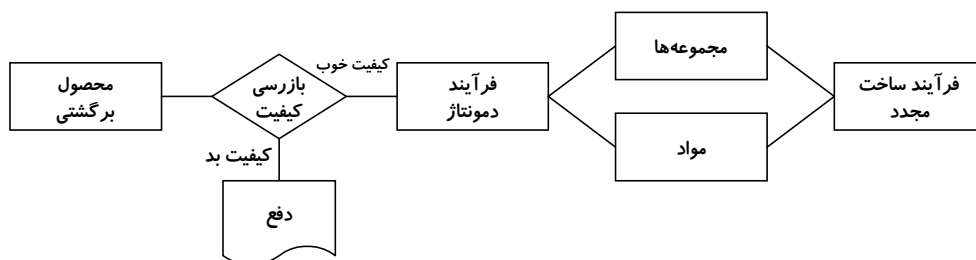 محصول
برگشتی
بازرسی
کیفیت
کیفیت خوب
کیفیت بد
دفع
فرآیند
دمونتاژ
مجموعه‌ها
مواد
فرآیند ساخت
مجدد